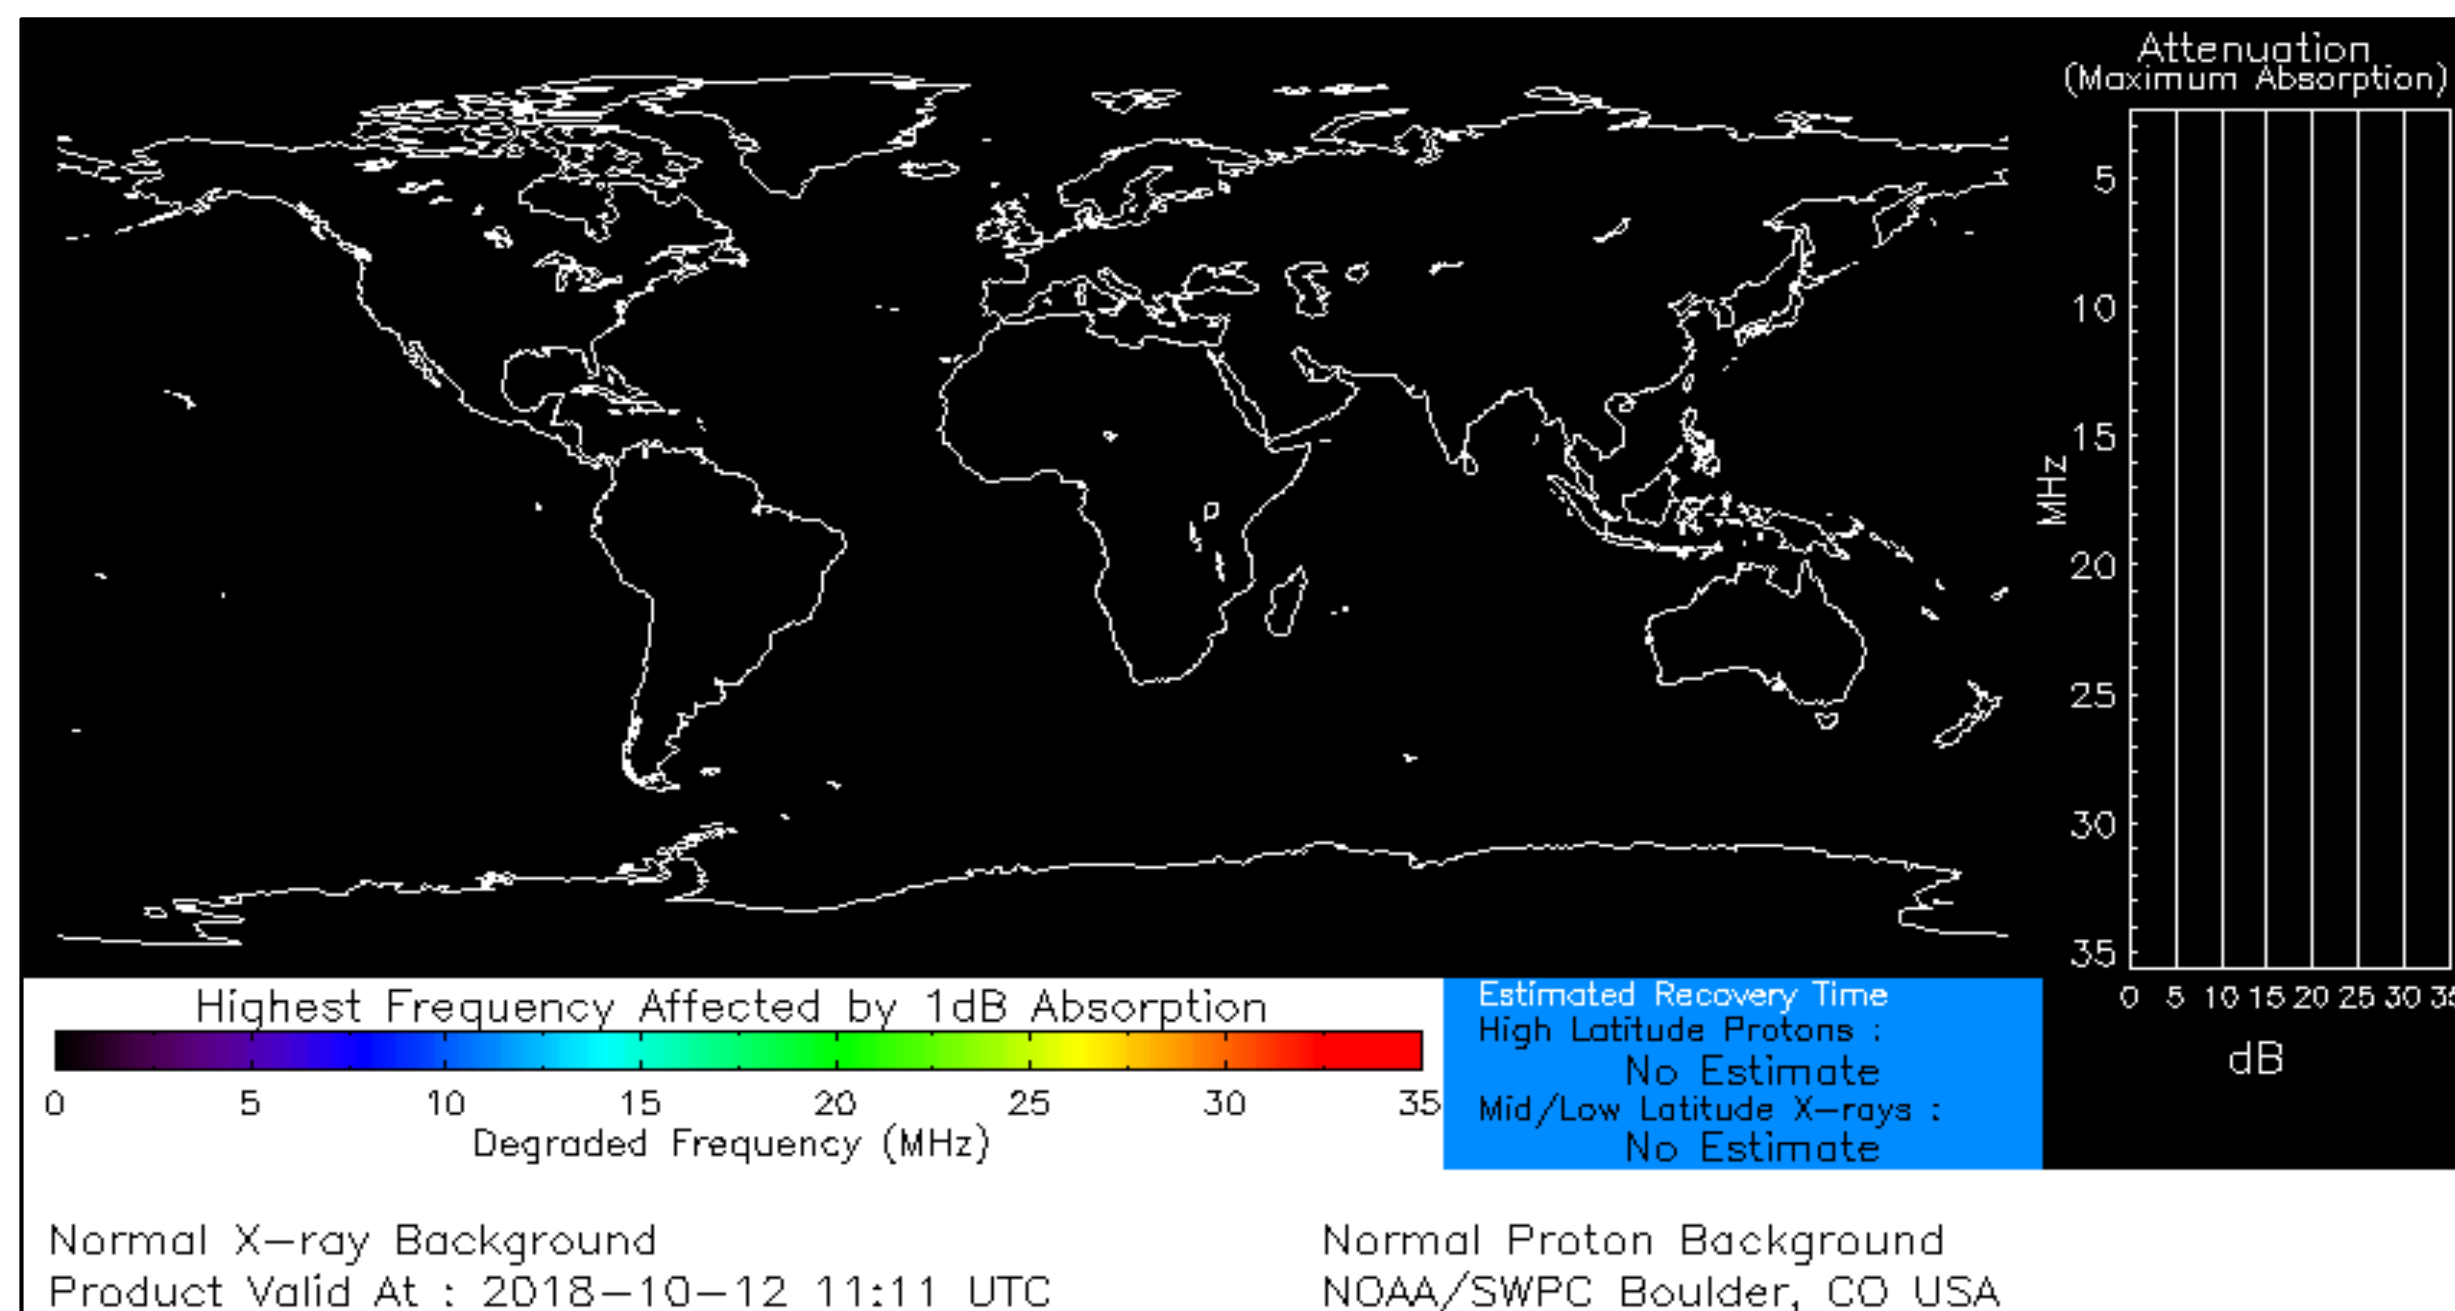 Attenuation
(Maximum Absorption)
5
10
15
20
25
30
35
MHz
0 5 10 15 20 25 30
dB
Highest Frequency Affected by 1dB Absorption
0 5 10 15 20 25 30 35
Degraded Frequency (MHz)
Estimated Recovery Time
High Latitude Protons :
No Estimate
Mid/Low Latitude X-rays :
No Estimate
Normal X-ray Background
Normal Proton Background
Product Valid At : 2018-10-12 11:11 UTC
NOAA/SWPC Boulder, CO USA